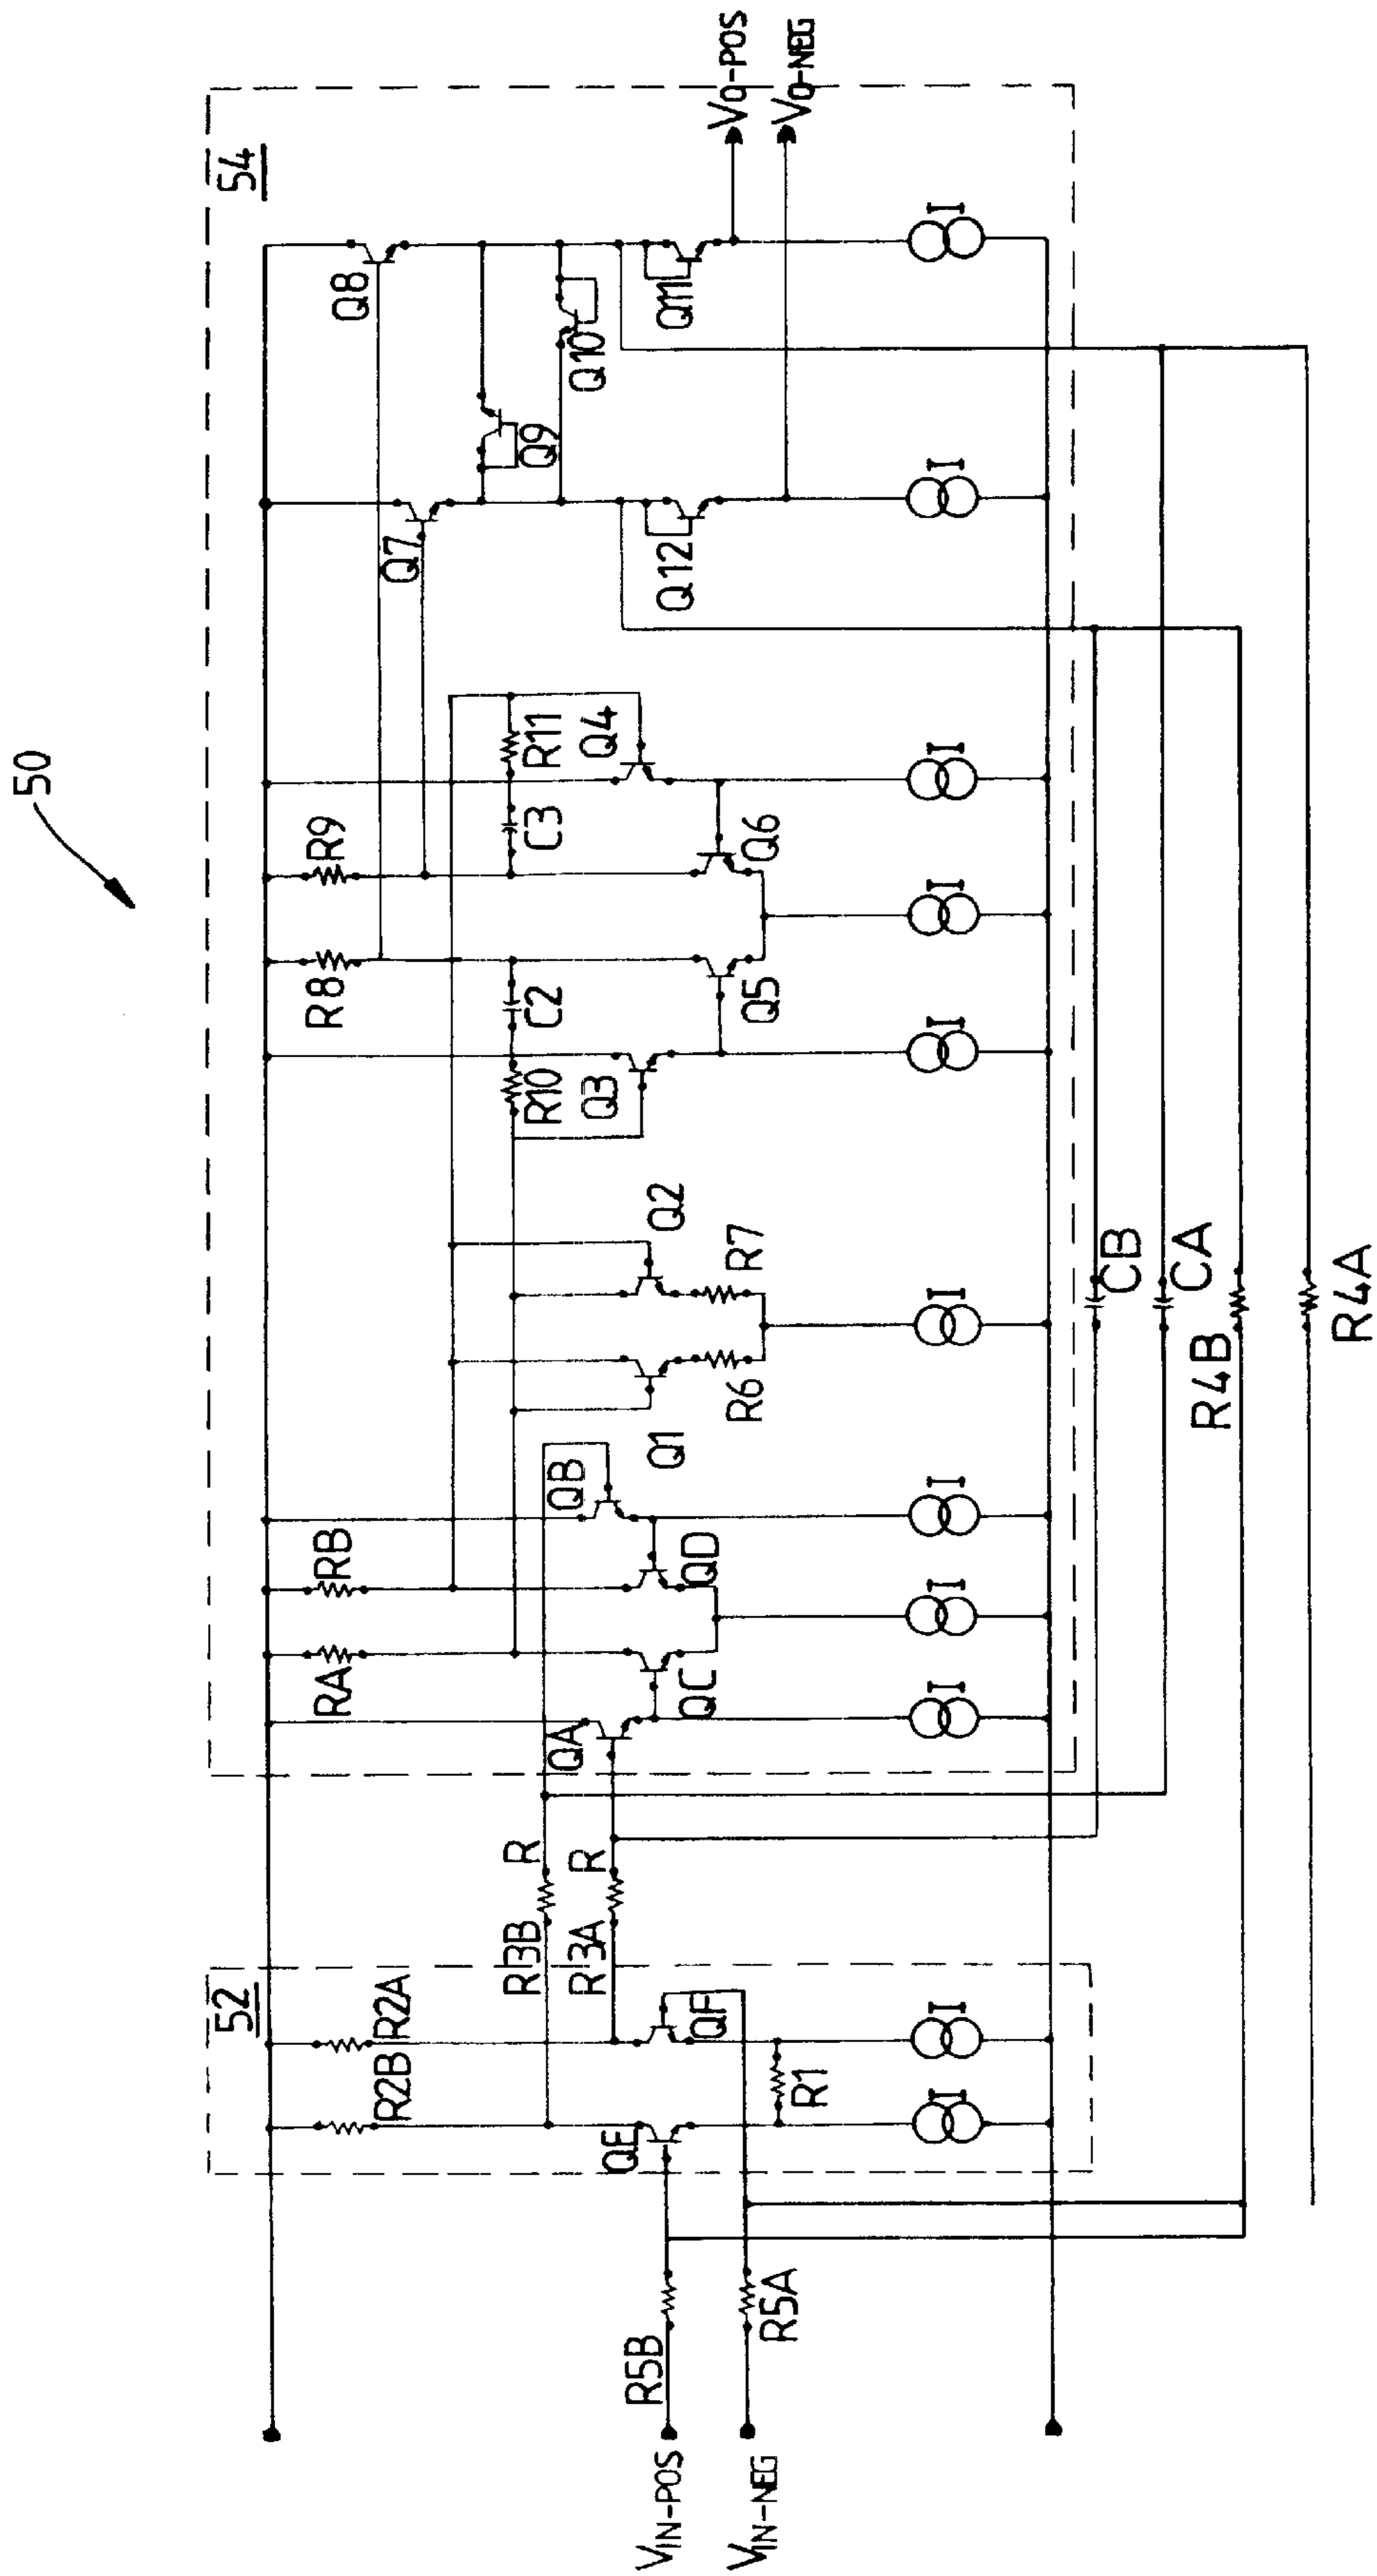 50
54
52
Q8
Q7
Q9
Q10
Q11
Q12
VO-POS
VO-NEG
I
I
R8
R9
C2
C3
R10
R11
Q3
Q4
Q5
Q6
I
I
I
Q1
Q2
R6
R7
I
RA
RB
QA
QB
QC
QD
I
I
I
CB
CA
R4B
R4A
R
R
R3B
R3A
R2A
R2B
QE
QF
R1
I
I
R5B
R5A
VIN-POS
VIN-NEG